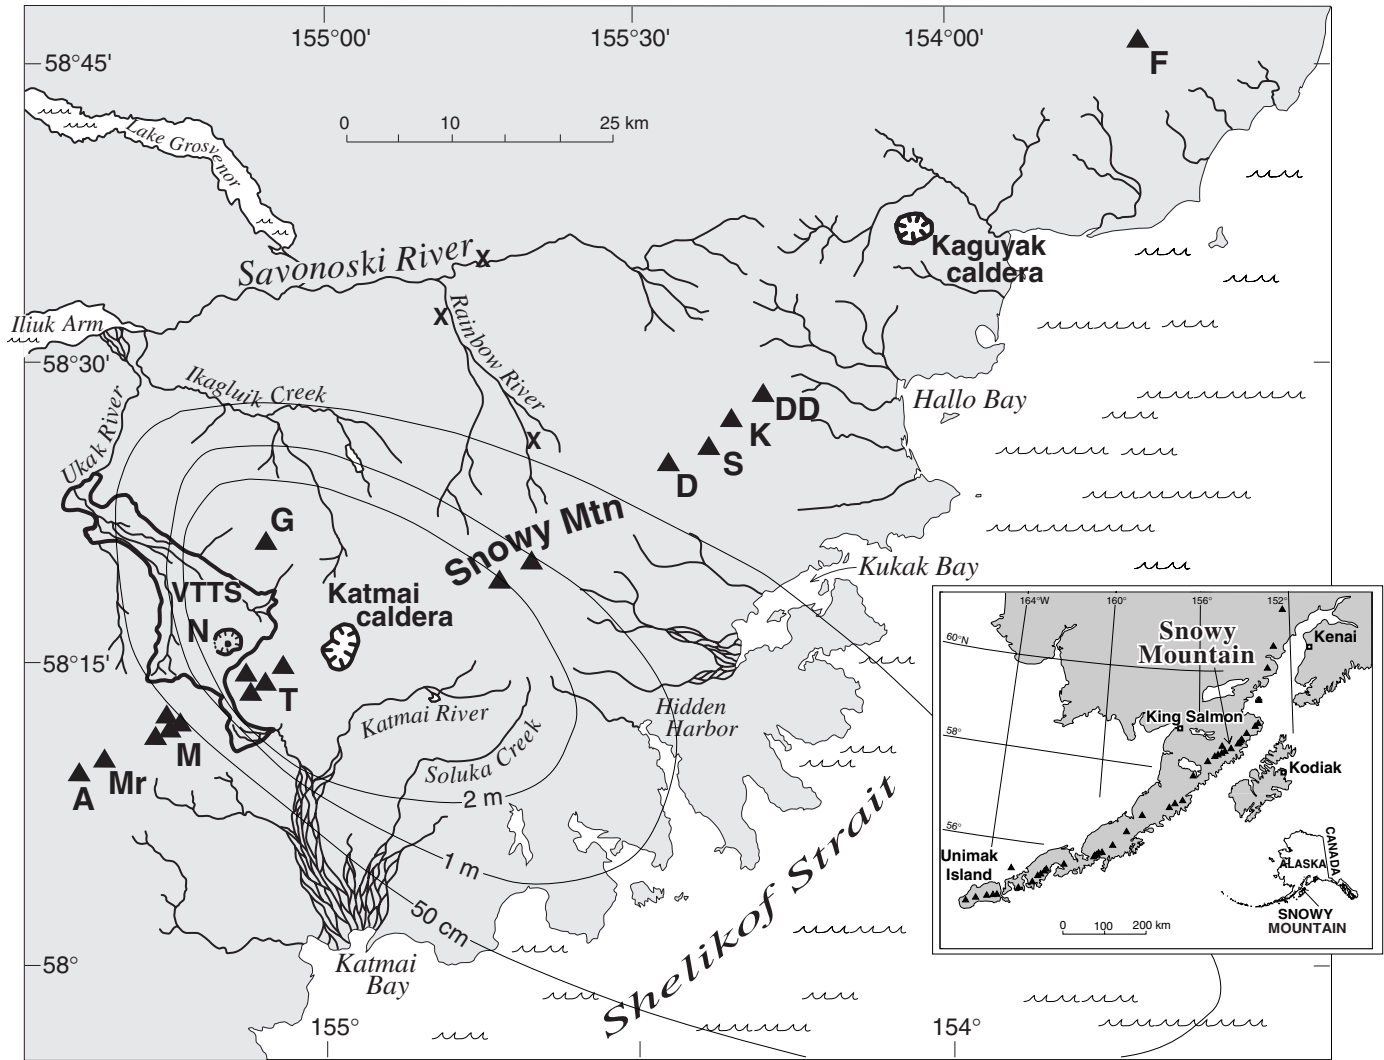 155°00'
155°30'
154°00'
F
58°45'
0 10 25 km
Lake Grosvenor
Kaguyak
caldera
Savonoski River
X
X
Rainbow River
Iliuk Arm
58°30'
Ikagluik Creek
Hallo Bay
DD
K
X
S
D
Ukak River
G
Snowy Mtn
Kukak Bay
VTTS
Katmai
caldera
N
58°15'
T
Katmai River
Hidden
Harbor
M
Soluka Creek
Mr
A
2 m
1 m
50 cm
Shelikof Strait
Katmai
Bay
58°
155°
154°
164°W
160°
156°
152°
60°N
Snowy
Mountain
Kenai
King Salmon
58°
Kodiak
56°
Unimak
Island
CANADA
ALASKA
SNOWY
MOUNTAIN
0 100 200 km